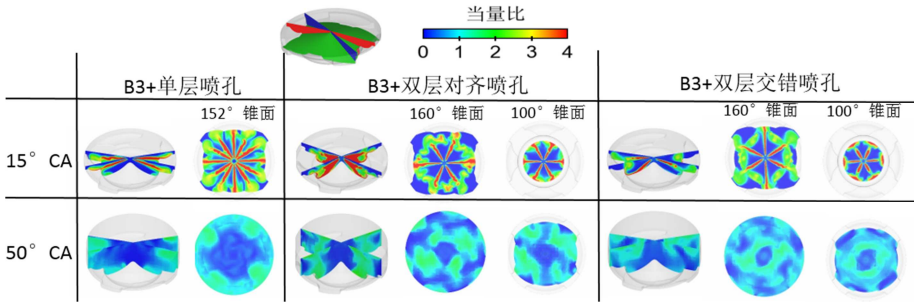 当量比
0 1 2 3 4
B3+单层喷孔 B3+双层对齐喷孔 B3+双层交错喷孔
152° 锥面 160° 锥面 100° 锥面 160° 锥面 100° 锥面
15° CA
50° CA